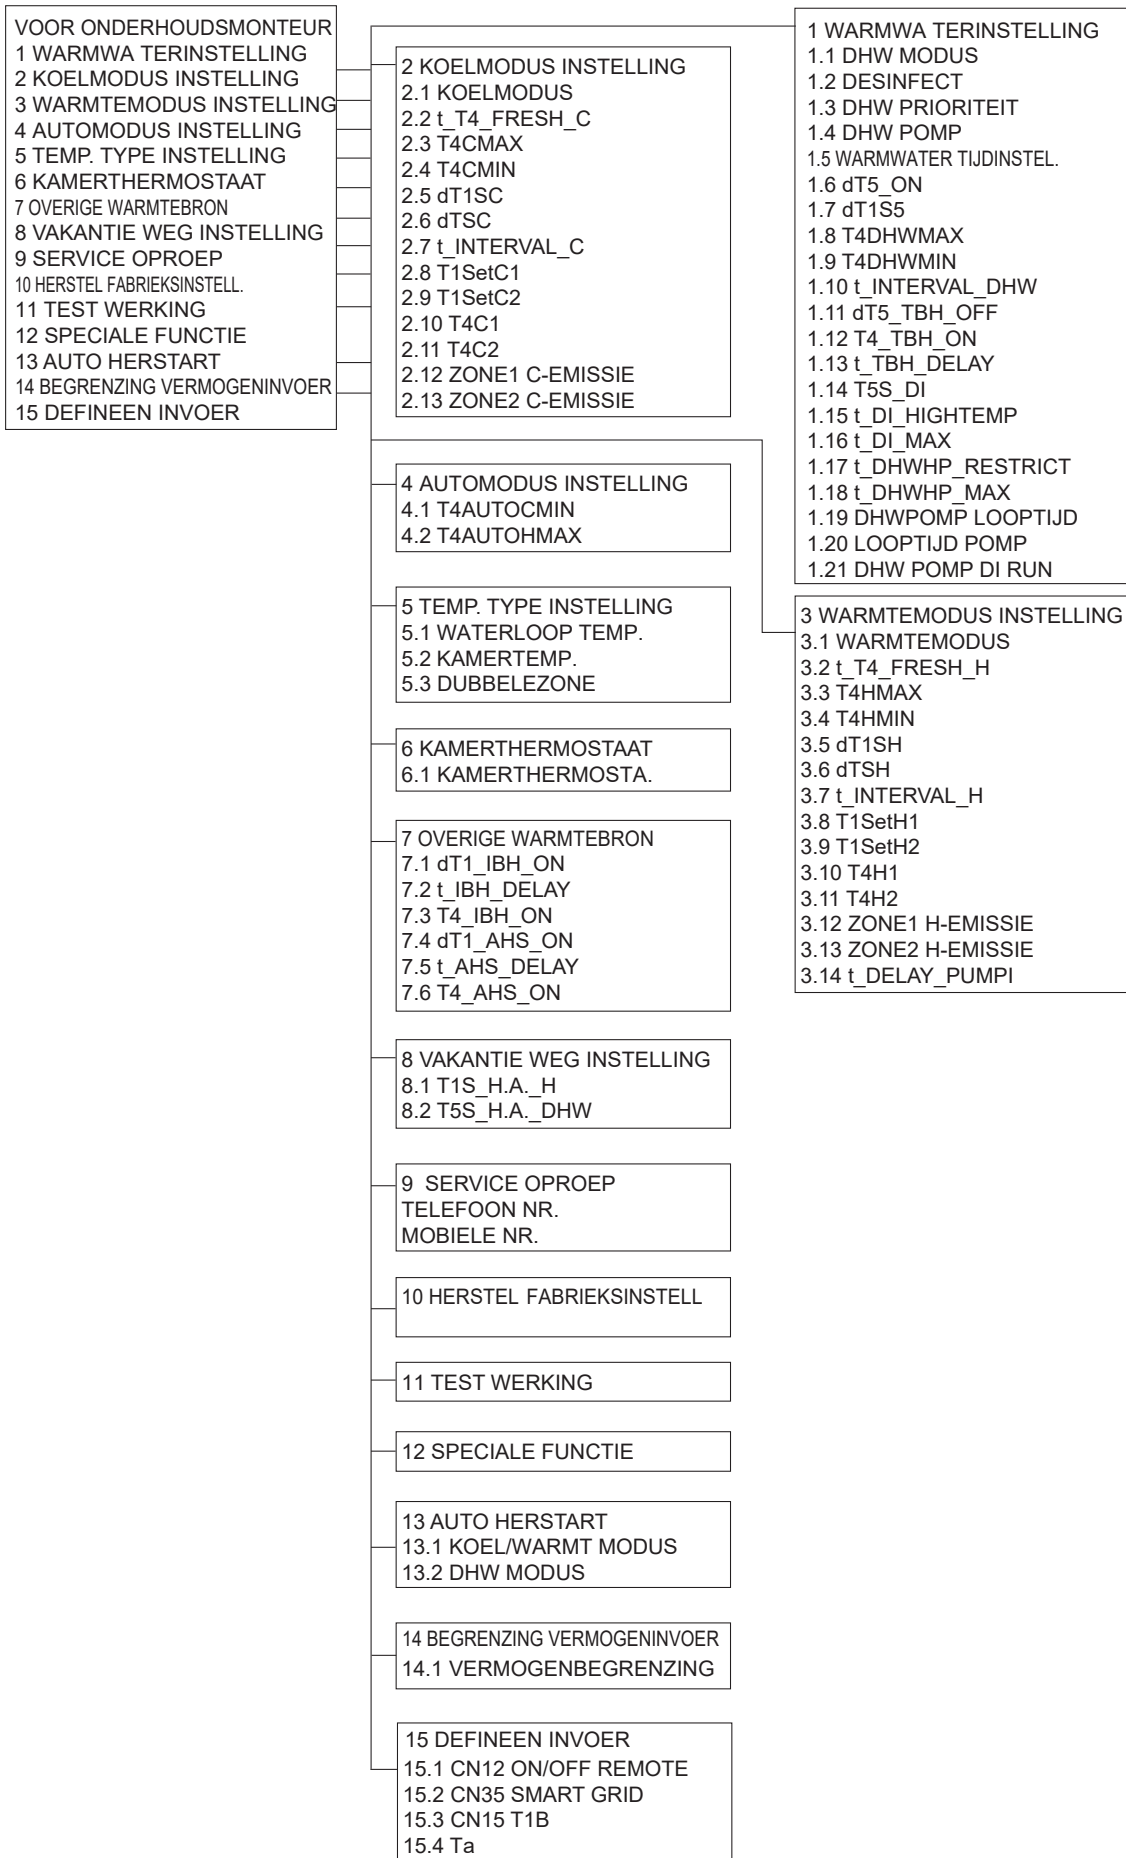 VOOR ONDERHOUDSMONTEUR
1 WARMWA TERINSTELLING
2 KOELMODUS INSTELLING
3 WARMTEMODUS INSTELLING
4 AUTOMODUS INSTELLING
5 TEMP. TYPE INSTELLING
6 KAMERTHERMOSTAAT
7 OVERIGE WARMTEBRON
8 VAKANTIE WEG INSTELLING
9 SERVICE OPROEP
10 HERSTEL FABRIEKSINSTELL.
11 TEST WERKING
12 SPECIALE FUNCTIE
13 AUTO HERSTART
14 BEGRENZING VERMOGENINVOER
15 DEFINEEN INVOER
2 KOELMODUS INSTELLING
2.1 KOELMODUS
2.2 t_T4_FRESH_C
2.3 T4CMAX
2.4 T4CMIN
2.5 dT1SC
2.6 dTSC
2.7 t_INTERVAL_C
2.8 T1SetC1
2.9 T1SetC2
2.10 T4C1
2.11 T4C2
2.12 ZONE1 C-EMISSIE
2.13 ZONE2 C-EMISSIE
4 AUTOMODUS INSTELLING
4.1 T4AUTOCMIN
4.2 T4AUTOHMAX
5 TEMP. TYPE INSTELLING
5.1 WATERLOOP TEMP.
5.2 KAMERTEMP.
5.3 DUBBELEZONE
6 KAMERTHERMOSTAAT
6.1 KAMERTHERMOSTA.
7 OVERIGE WARMTEBRON
7.1 dT1_IBH_ON
7.2 t_IBH_DELAY
7.3 T4_IBH_ON
7.4 dT1_AHS_ON
7.5 t_AHS_DELAY
7.6 T4_AHS_ON
8 VAKANTIE WEG INSTELLING
8.1 T1S_H.A._H
8.2 T5S_H.A._DHW
9 SERVICE OPROEP
TELEFOON NR.
MOBIELE NR.
10 HERSTEL FABRIEKSINSTELL
11 TEST WERKING
12 SPECIALE FUNCTIE
13 AUTO HERSTART
13.1 KOEL/WARMT MODUS
13.2 DHW MODUS
14 BEGRENZING VERMOGENINVOER
14.1 VERMOGENBEGRENZING
15 DEFINEEN INVOER
15.1 CN12 ON/OFF REMOTE
15.2 CN35 SMART GRID
15.3 CN15 T1B
15.4 Ta
1 WARMWA TERINSTELLING
1.1 DHW MODUS
1.2 DESINFECT
1.3 DHW PRIORITEIT
1.4 DHW POMP
1.5 WARMWATER TIJDINSTEL.
1.6 dT5_ON
1.7 dT1S5
1.8 T4DHWMAX
1.9 T4DHWMIN
1.10 t_INTERVAL_DHW
1.11 dT5_TBH_OFF
1.12 T4_TBH_ON
1.13 t_TBH_DELAY
1.14 T5S_DI
1.15 t_DI_HIGHTEMP
1.16 t_DI_MAX
1.17 t_DHWHP_RESTRICT
1.18 t_DHWHP_MAX
1.19 DHWPOMP LOOPTIJD
1.20 LOOPTIJD POMP
1.21 DHW POMP DI RUN
3 WARMTEMODUS INSTELLING
3.1 WARMTEMODUS
3.2 t_T4_FRESH_H
3.3 T4HMAX
3.4 T4HMIN
3.5 dT1SH
3.6 dTSH
3.7 t_INTERVAL_H
3.8 T1SetH1
3.9 T1SetH2
3.10 T4H1
3.11 T4H2
3.12 ZONE1 H-EMISSIE
3.13 ZONE2 H-EMISSIE
3.14 t_DELAY_PUMPI